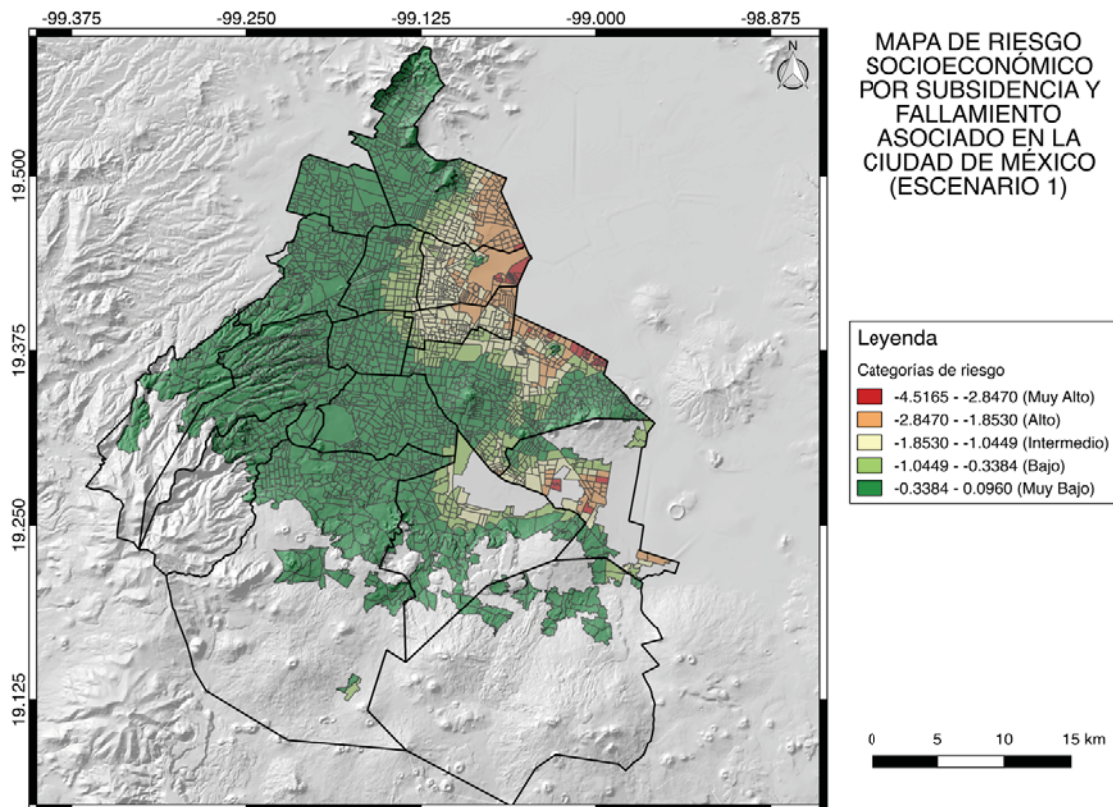 -99.375
-99.250
-99.125
-99.000
-98.875
MAPA DE RIESGO
SOCIOECONÓMICO
POR SUBSIDENCIA Y
FALLAMIENTO
ASOCIADO EN LA
CIUDAD DE MÉXICO
(ESCENARIO 1)
N
19.500
19.375
19.250
19.125
Leyenda
Categorías de riesgo
-4.5165 - -2.8470 (Muy Alto)
-2.8470 - -1.8530 (Alto)
-1.8530 - -1.0449 (Intermedio)
-1.0449 - -0.3384 (Bajo)
-0.3384 - 0.0960 (Muy Bajo)
0 5 10 15 km